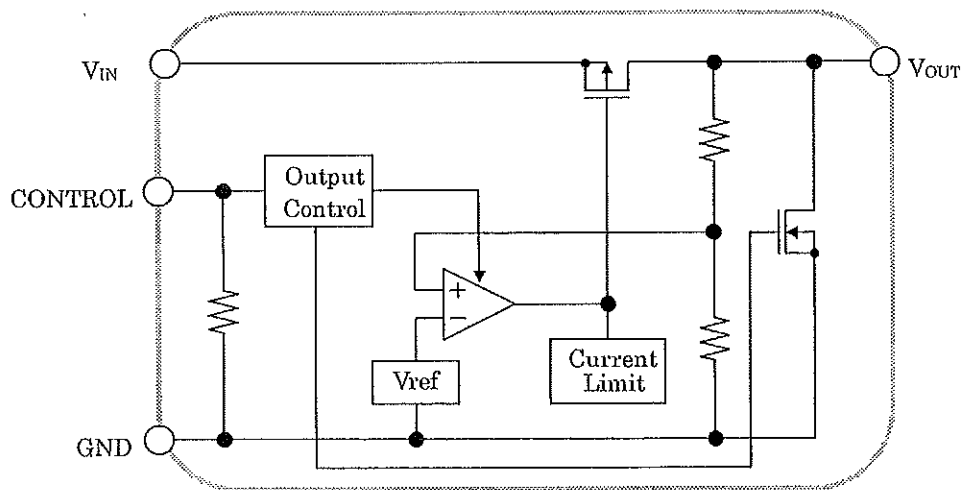 VIN
VOUT
CONTROL
Output
Control
+
−
Vref
Current
Limit
GND